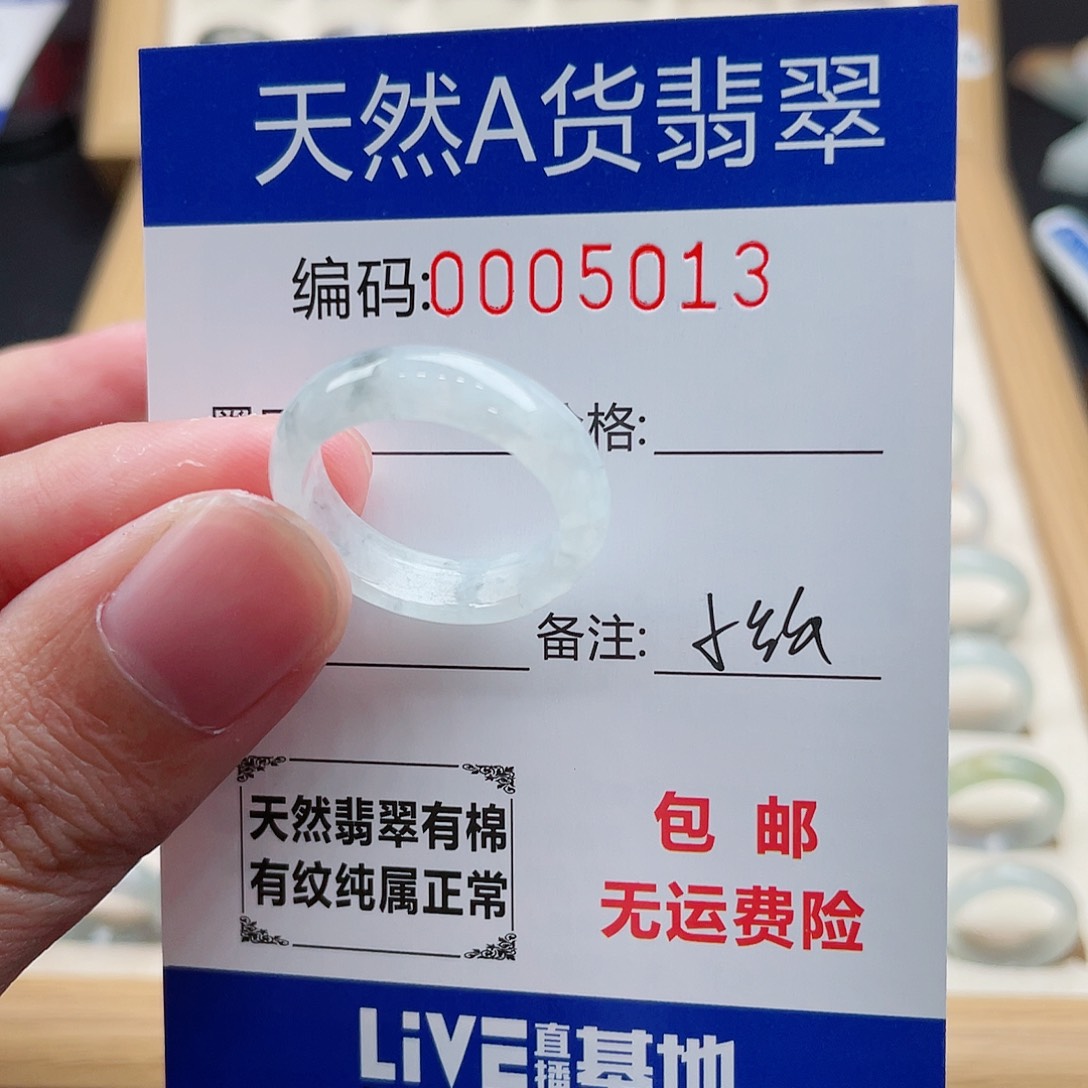 天然A货翡翠
编码:0005013
格:
备注:
天然翡翠有棉
有纹纯属正常
包 邮
无运费险
LiVE直播基地